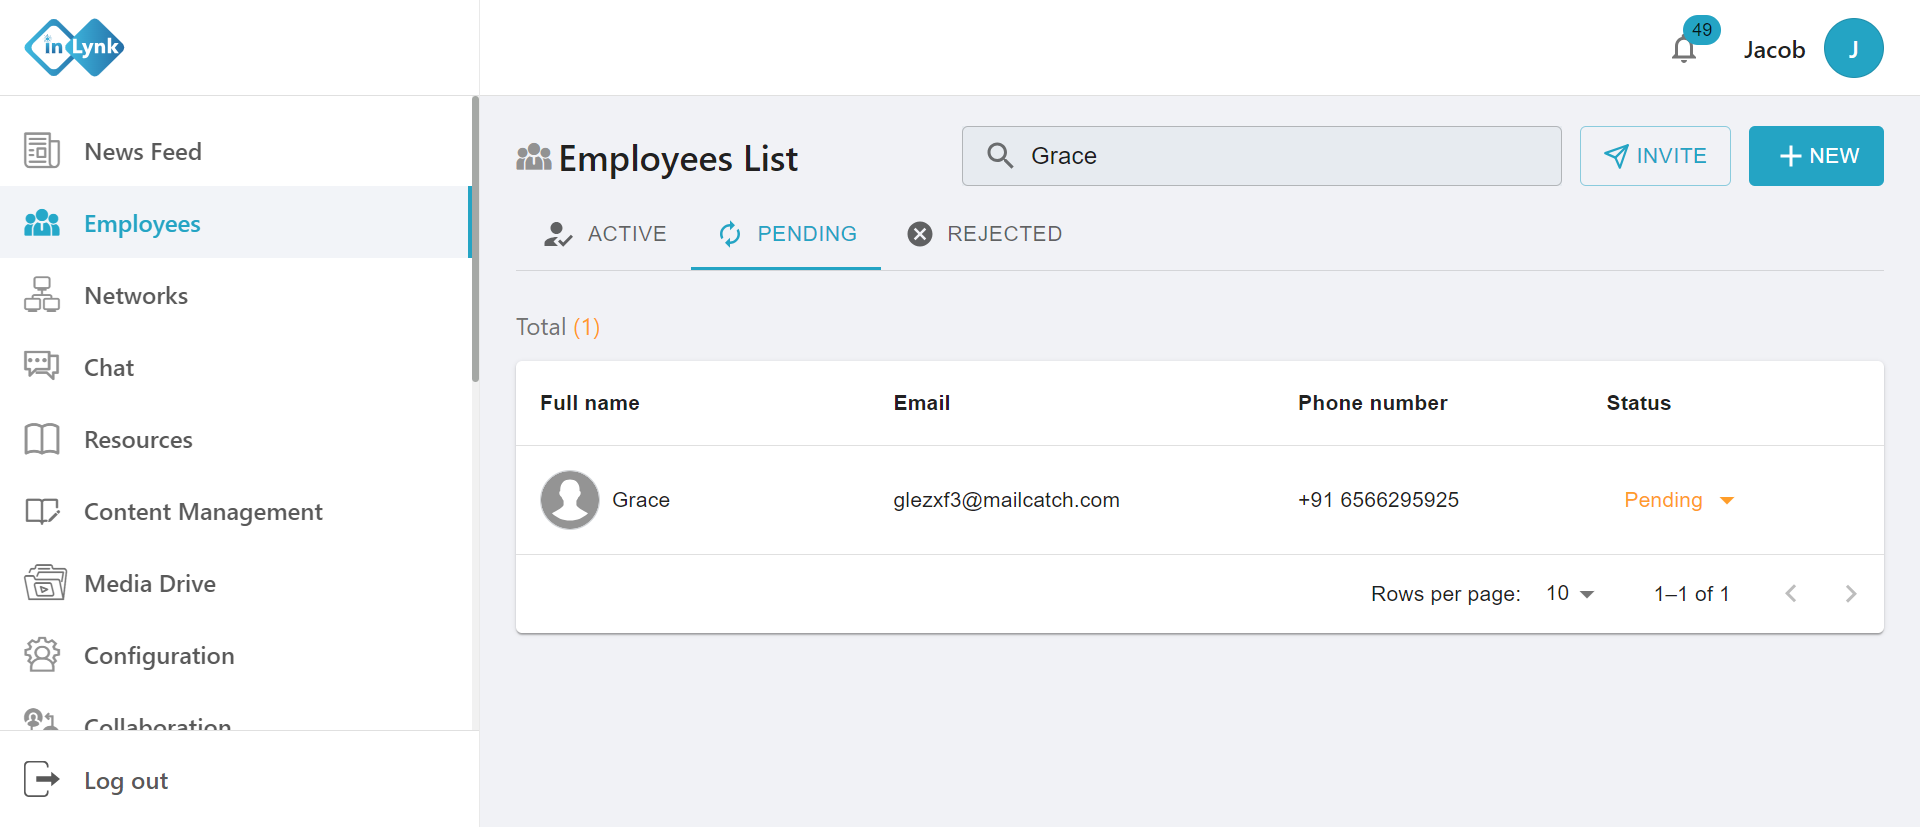 in Lynk
49
Jacob
J
News Feed
Employees
Networks
Chat
Resources
Content Management
Media Drive
Configuration
Collaboration
Log out
Employees List
Grace
INVITE
NEW
ACTIVE
PENDING
REJECTED
Total (1)
Full name Email Phone number Status
Grace glezxf3@mailcatch.com +91 6566295925 Pending
Rows per page: 10 1–1 of 1